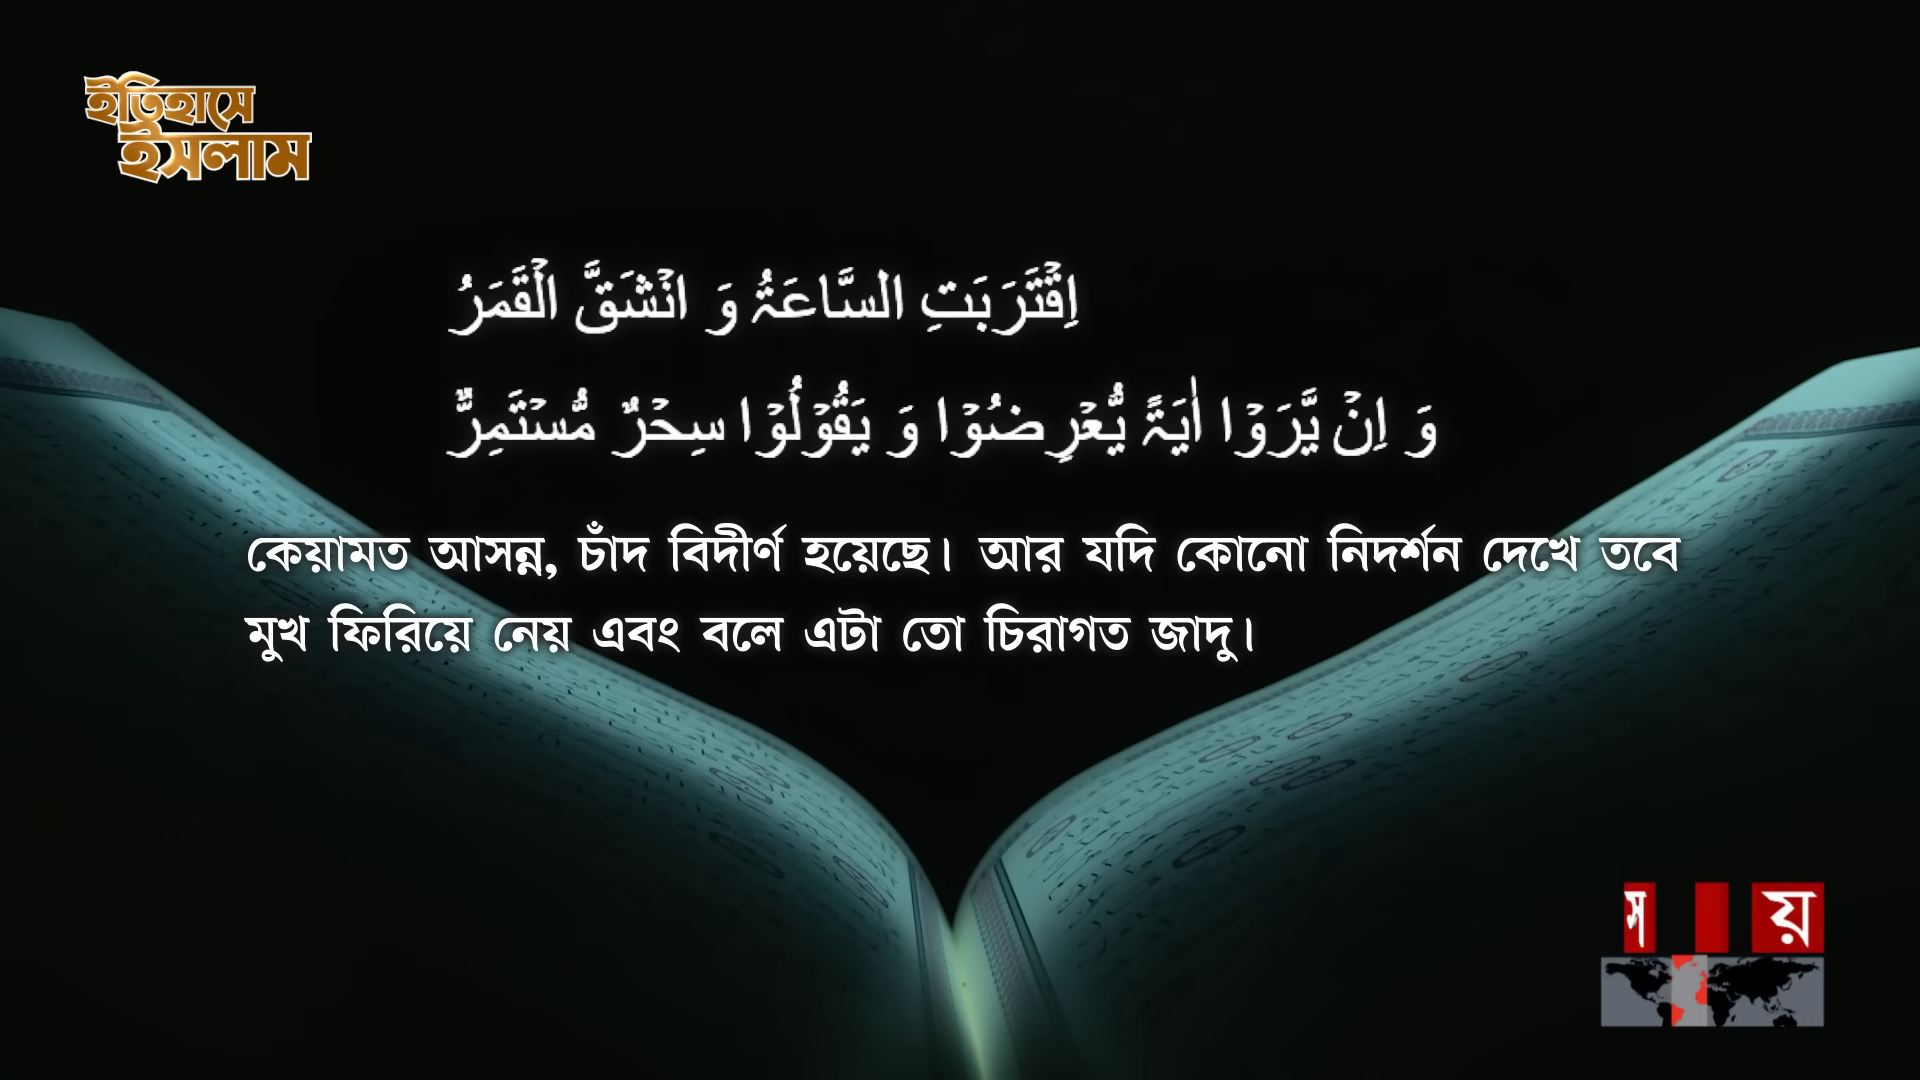 ইতিহাসে
ইসলাম
اِقۡتَرَبَتِ السَّاعَۃُ وَ انۡشَقَّ الۡقَمَرُ
وَ اِنۡ یَّرَوۡا اٰیَۃً یُّعۡرِضُوۡا وَ یَقُوۡلُوۡا سِحۡرٌ مُّسۡتَمِرٌّ
কেয়ামত আসন্ন, চাঁদ বিদীর্ণ হয়েছে। আর যদি কোনো নিদর্শন দেখে তবে
মুখ ফিরিয়ে নেয় এবং বলে এটা তো চিরাগত জাদু।
স য়